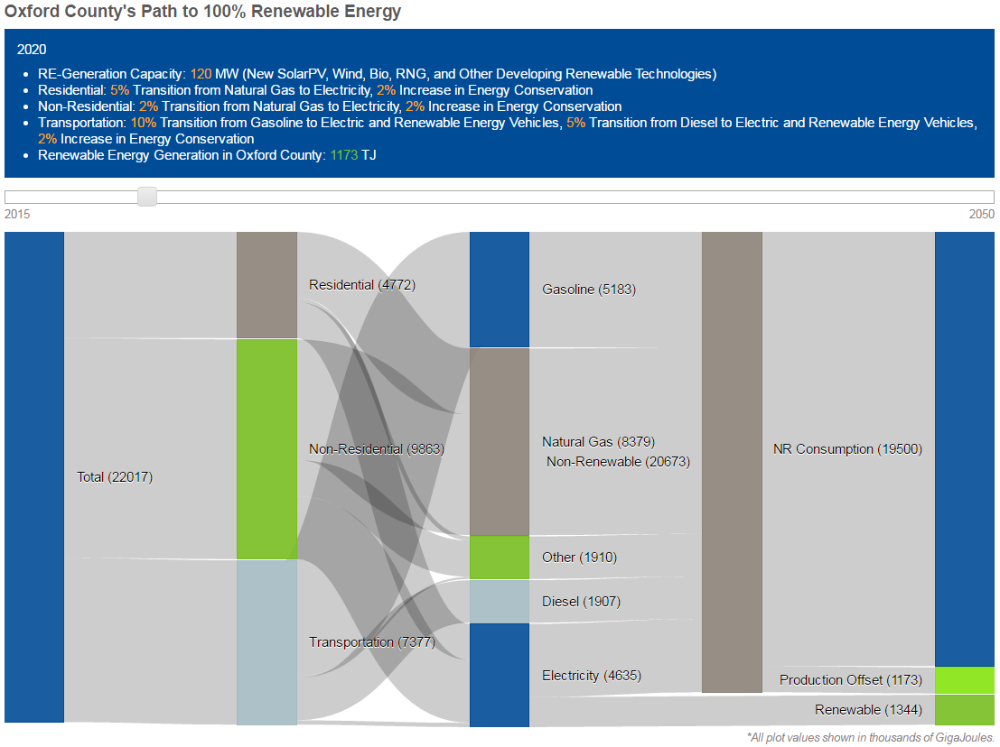 Oxford County's Path to 100% Renewable Energy
2020
RE-Generation Capacity: 120 MW (New SolarPV, Wind, Bio, RNG, and Other Developing Renewable Technologies)
Residential: 5% Transition from Natural Gas to Electricity, 2% Increase in Energy Conservation
Non-Residential: 2% Transition from Natural Gas to Electricity, 2% Increase in Energy Conservation
Transportation: 10% Transition from Gasoline to Electric and Renewable Energy Vehicles, 5% Transition from Diesel to Electric and Renewable Energy Vehicles,
2% Increase in Energy Conservation
Renewable Energy Generation in Oxford County: 1173 TJ
2015
2050
Residential (4772)
Gasoline (5183)
Non-Residential (9863)
Natural Gas (8379)
Non-Renewable (20673)
NR Consumption (19500)
Total (22017)
Other (1910)
Diesel (1907)
Transportation (7377)
Electricity (4635)
Production Offset (1173)
Renewable (1344)
*All plot values shown in thousands of GigaJoules.